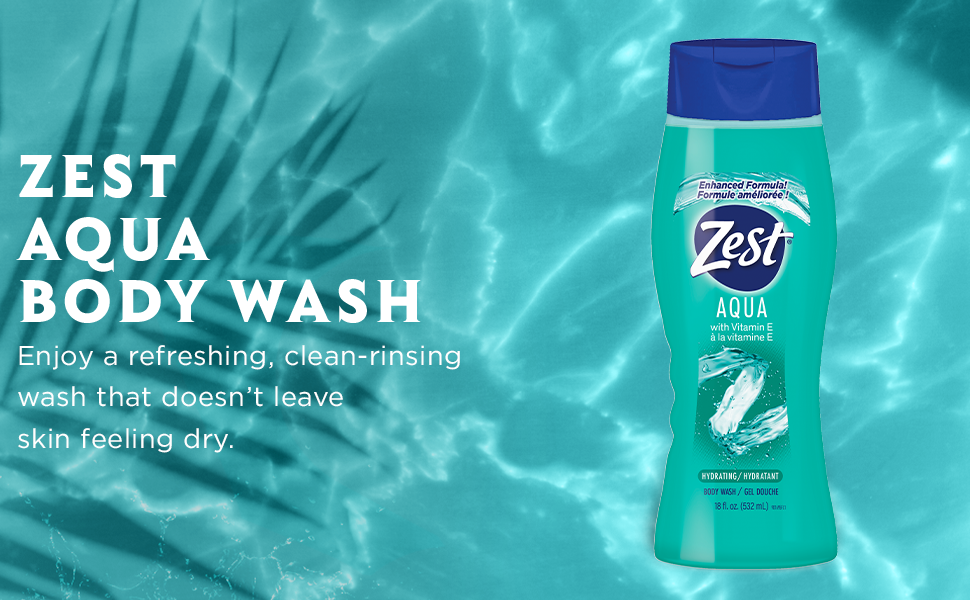 ZEST
AQUA
BODY WASH
Enjoy a refreshing, clean-rinsing
wash that doesn't leave
skin feeling dry.
Enhanced Formula!
Formule améliorée !
Zest
AQUA
with Vitamin E
à la vitamine E
HYDRATING / HYDRATANT
BODY WASH / GEL DOUCHE
18 fl. oz. (532 mL)